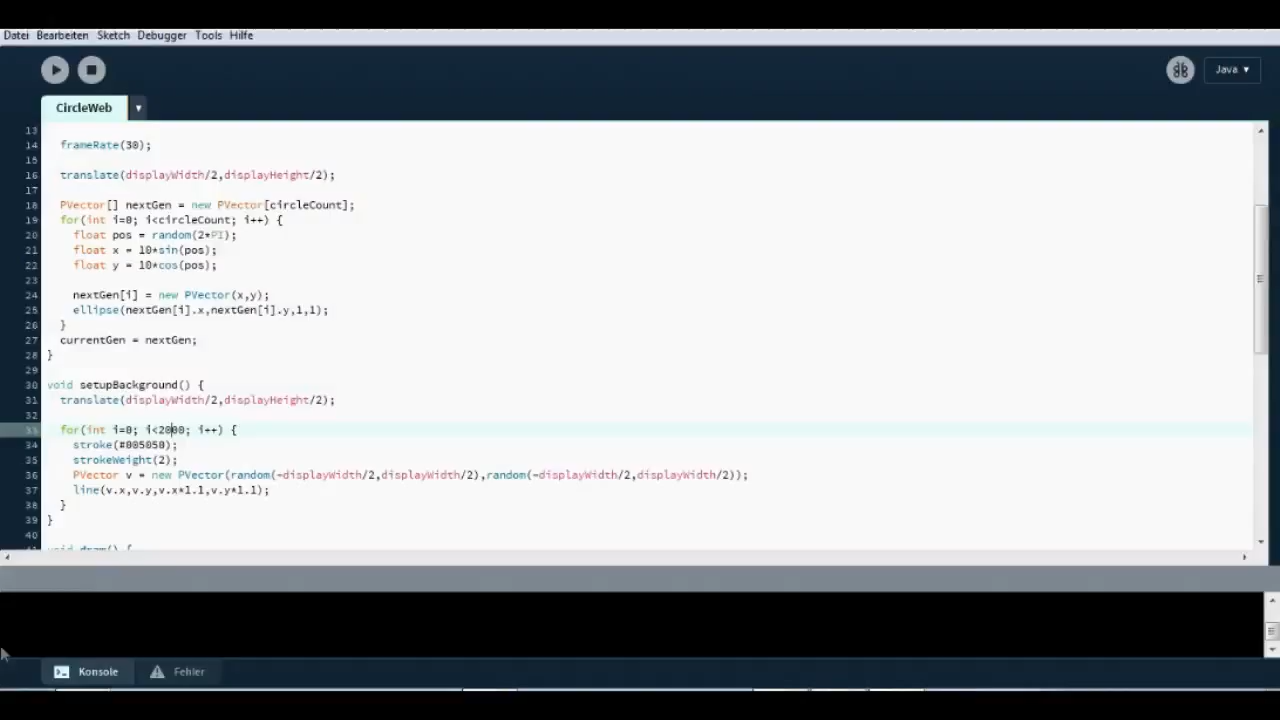 Datei Bearbeiten Sketch Debugger Tools Hilfe
Java ▾
CircleWeb ▾
13
14 frameRate(30);
15
16 translate(displayWidth/2,displayHeight/2);
17
18 PVector[] nextGen = new PVector[circleCount];
19 for(int i=0; i<circleCount; i++) {
20 float pos = random(2*PI);
21 float x = 10*sin(pos);
22 float y = 10*cos(pos);
23
24 nextGen[i] = new PVector(x,y);
25 ellipse(nextGen[i].x,nextGen[i].y,1,1);
26 }
27 currentGen = nextGen;
28 }
29
30 void setupBackground() {
31 translate(displayWidth/2,displayHeight/2);
32
33 for(int i=0; i<2000; i++) {
34 stroke(#005050);
35 strokeWeight(2);
36 PVector v = new PVector(random(-displayWidth/2,displayWidth/2),random(-displayWidth/2,displayWidth/2));
37 line(v.x,v.y,v.x*1.1,v.y*1.1);
38 }
39 }
40
41 void draw() {
Konsole Fehler